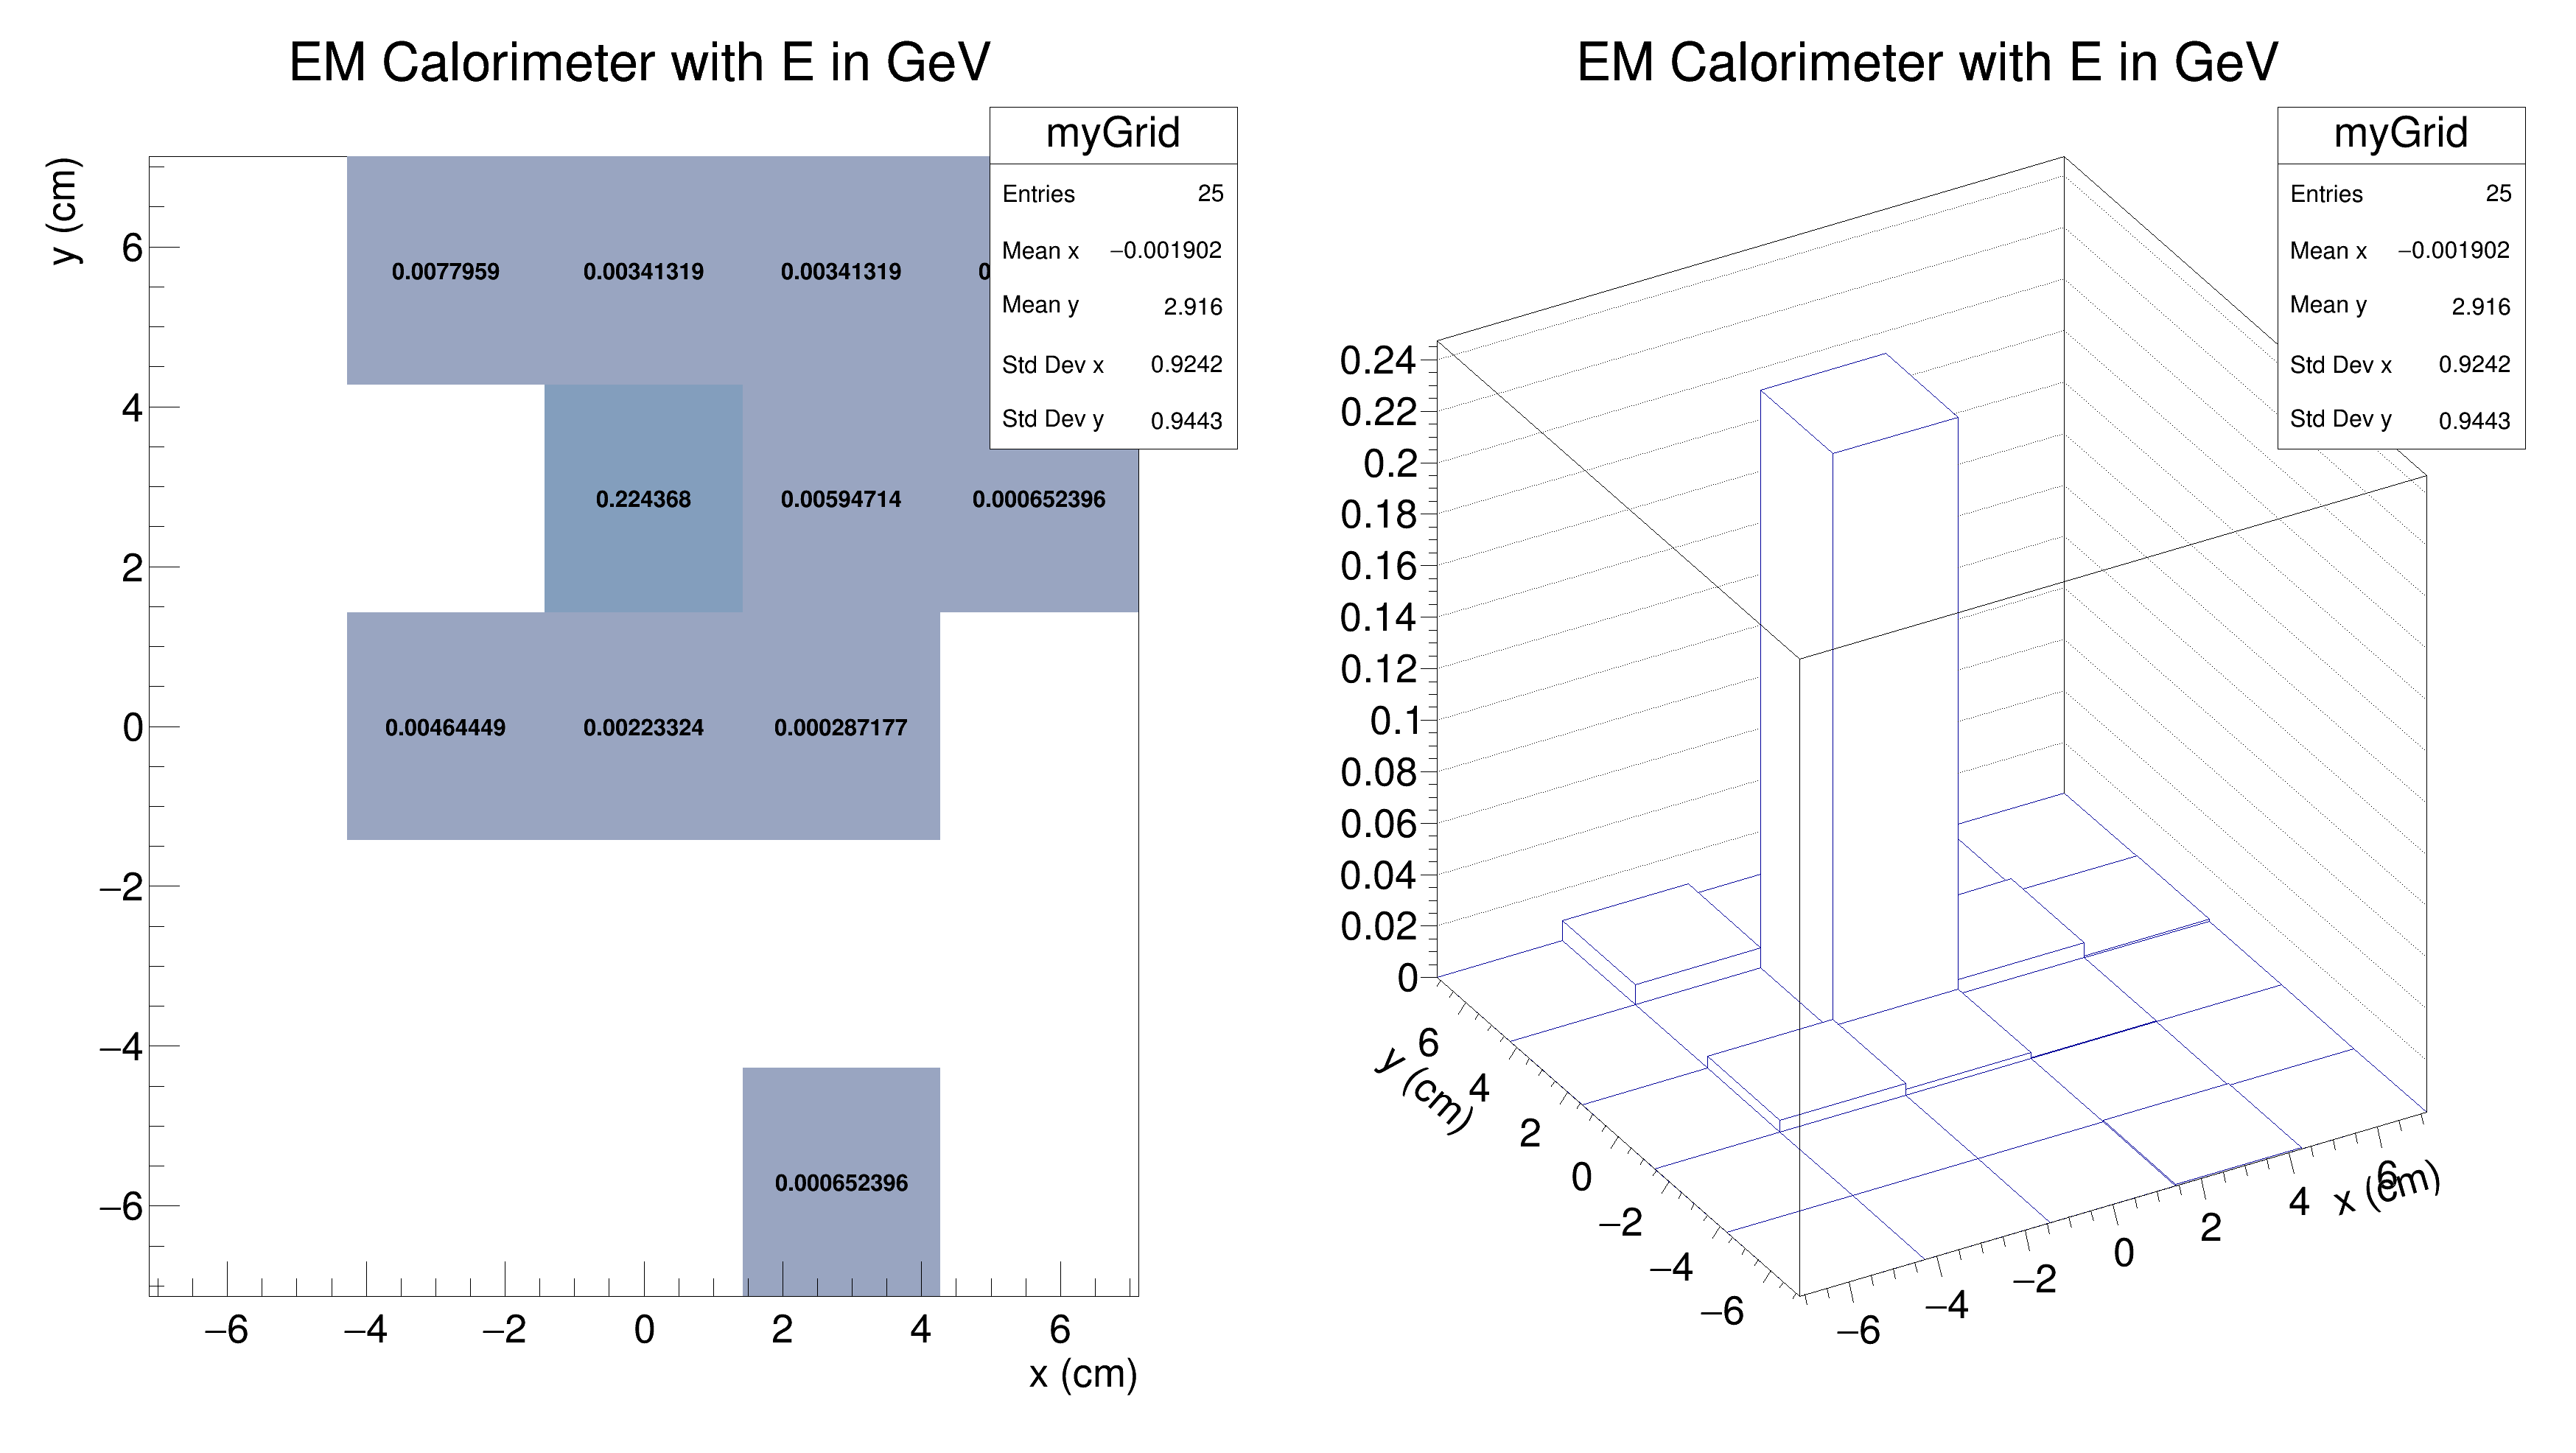 EM Calorimeter with E in GeV
myGrid
Entries 25
Mean x −0.001902
Mean y 2.916
Std Dev x 0.9242
Std Dev y 0.9443
y (cm)
6
4
2
0
−2
−4
−6
0.0077959 0.00341319 0.00341319
0.224368 0.00594714 0.000652396
0.00464449 0.00223324 0.000287177
0.000652396
−6 −4 −2 0 2 4 6
x (cm)
EM Calorimeter with E in GeV
myGrid
Entries 25
Mean x −0.001902
Mean y 2.916
Std Dev x 0.9242
Std Dev y 0.9443
0.24
0.22
0.2
0.18
0.16
0.14
0.12
0.1
0.08
0.06
0.04
0.02
0
y (cm)
6
4
2
0
−2
−4
−6
−6 −4 −2 0 2 4 6
x (cm)